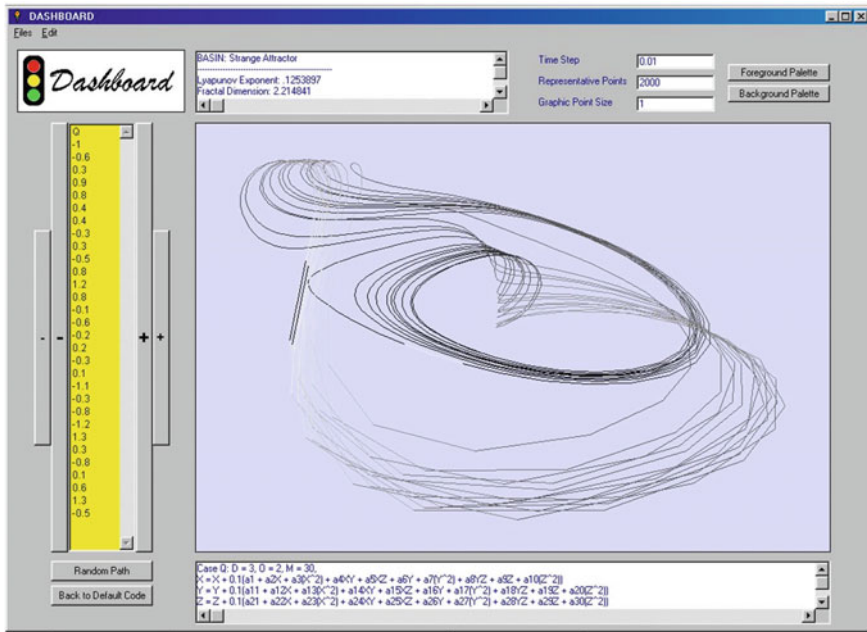 DASHBOARD
Files Edit
Dashboard
BASIN: Strange Attractor
Lyapunov Exponent: .1253897
Fractal Dimension: 2.214841
Time Step 0.01
Representative Points 2000
Graphic Point Size 1
Foreground Palette
Background Palette
Q
-1
-0.6
0.3
0.9
0.8
0.4
0.4
-0.3
0.3
-0.5
0.8
1.2
0.8
-0.1
-0.6
-0.2
0.2
-0.3
0.1
-1.1
-0.3
-0.8
-1.2
1.3
0.3
-0.8
0.1
0.6
1.3
-0.5
- - + +
Random Path
Back to Default Code
Case Q: D = 3, O = 2, M = 30,
X = X + 0.1(a1 + a2X + a3(X^2) + a4XY + a5XZ + a6Y + a7(Y^2) + a8YZ + a9Z + a10(Z^2))
Y = Y + 0.1(a11 + a12X + a13(X^2) + a14XY + a15XZ + a16Y + a17(Y^2) + a18YZ + a19Z + a20(Z^2))
Z = Z + 0.1(a21 + a22X + a23(X^2) + a24XY + a25XZ + a26Y + a27(Y^2) + a28YZ + a29Z + a30(Z^2))